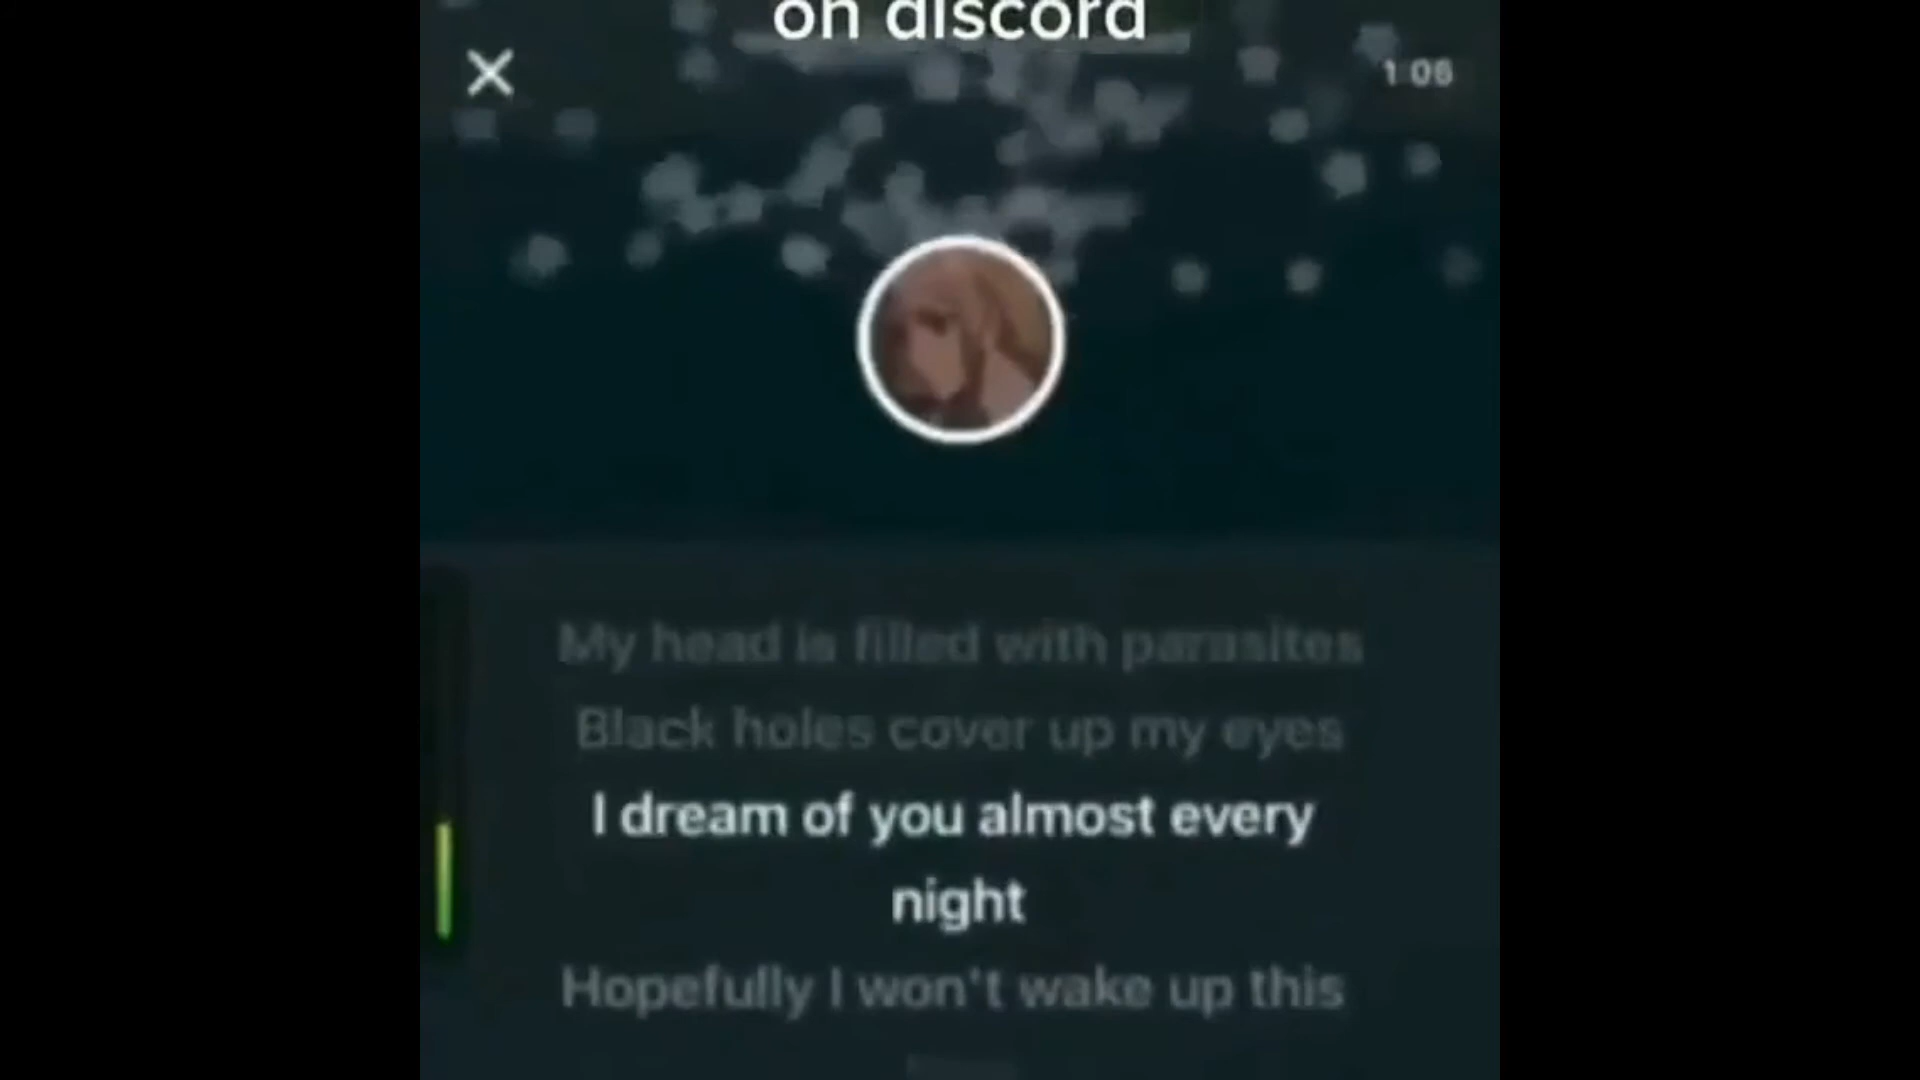 on discord
1:06
My head is filled with parasites
Black holes cover up my eyes
I dream of you almost every
night
Hopefully I won't wake up this